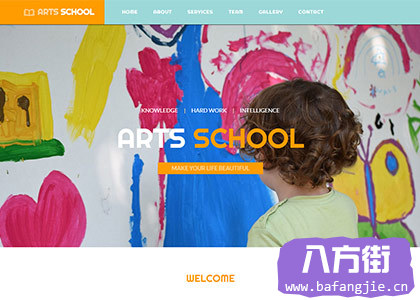 ARTS SCHOOL
HOME ABOUT SERVICES TEAM GALLERY CONTACT
KNOWLEDGE | HARD WORK | INTELLIGENCE
ARTS SCHOOL
MAKE YOUR LIFE BEAUTIFUL
WELCOME
八方街
www.bafangjie.cn